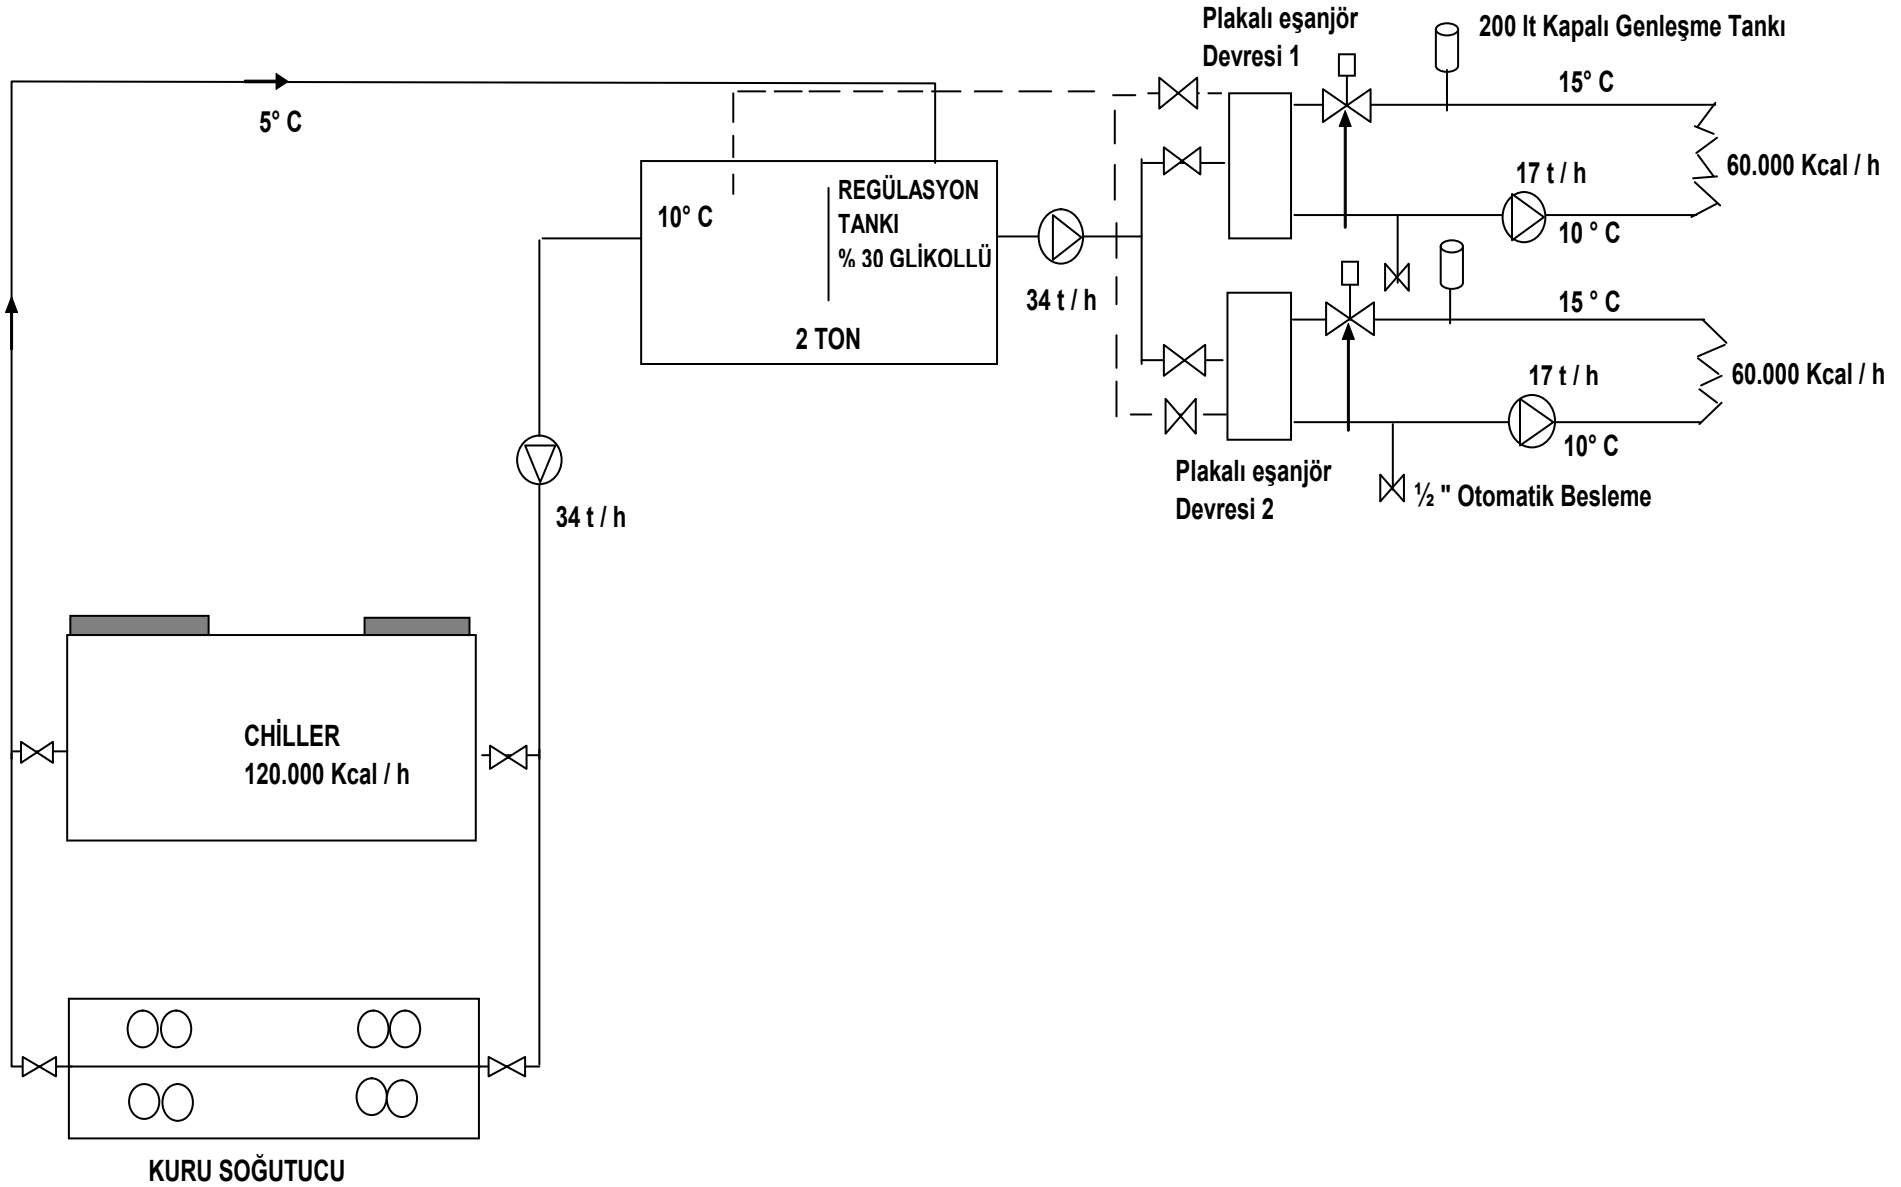 Plakalı eşanjör
Devresi 1
200 lt Kapalı Genleşme Tankı
15° C
5° C
60.000 Kcal / h
17 t / h
10 ° C
10° C
REGÜLASYON
TANKI
% 30 GLİKOLLÜ
2 TON
34 t / h
15 ° C
17 t / h
60.000 Kcal / h
10° C
Plakalı eşanjör
Devresi 2
½ " Otomatik Besleme
34 t / h
CHİLLER
120.000 Kcal / h
KURU SOĞUTUCU